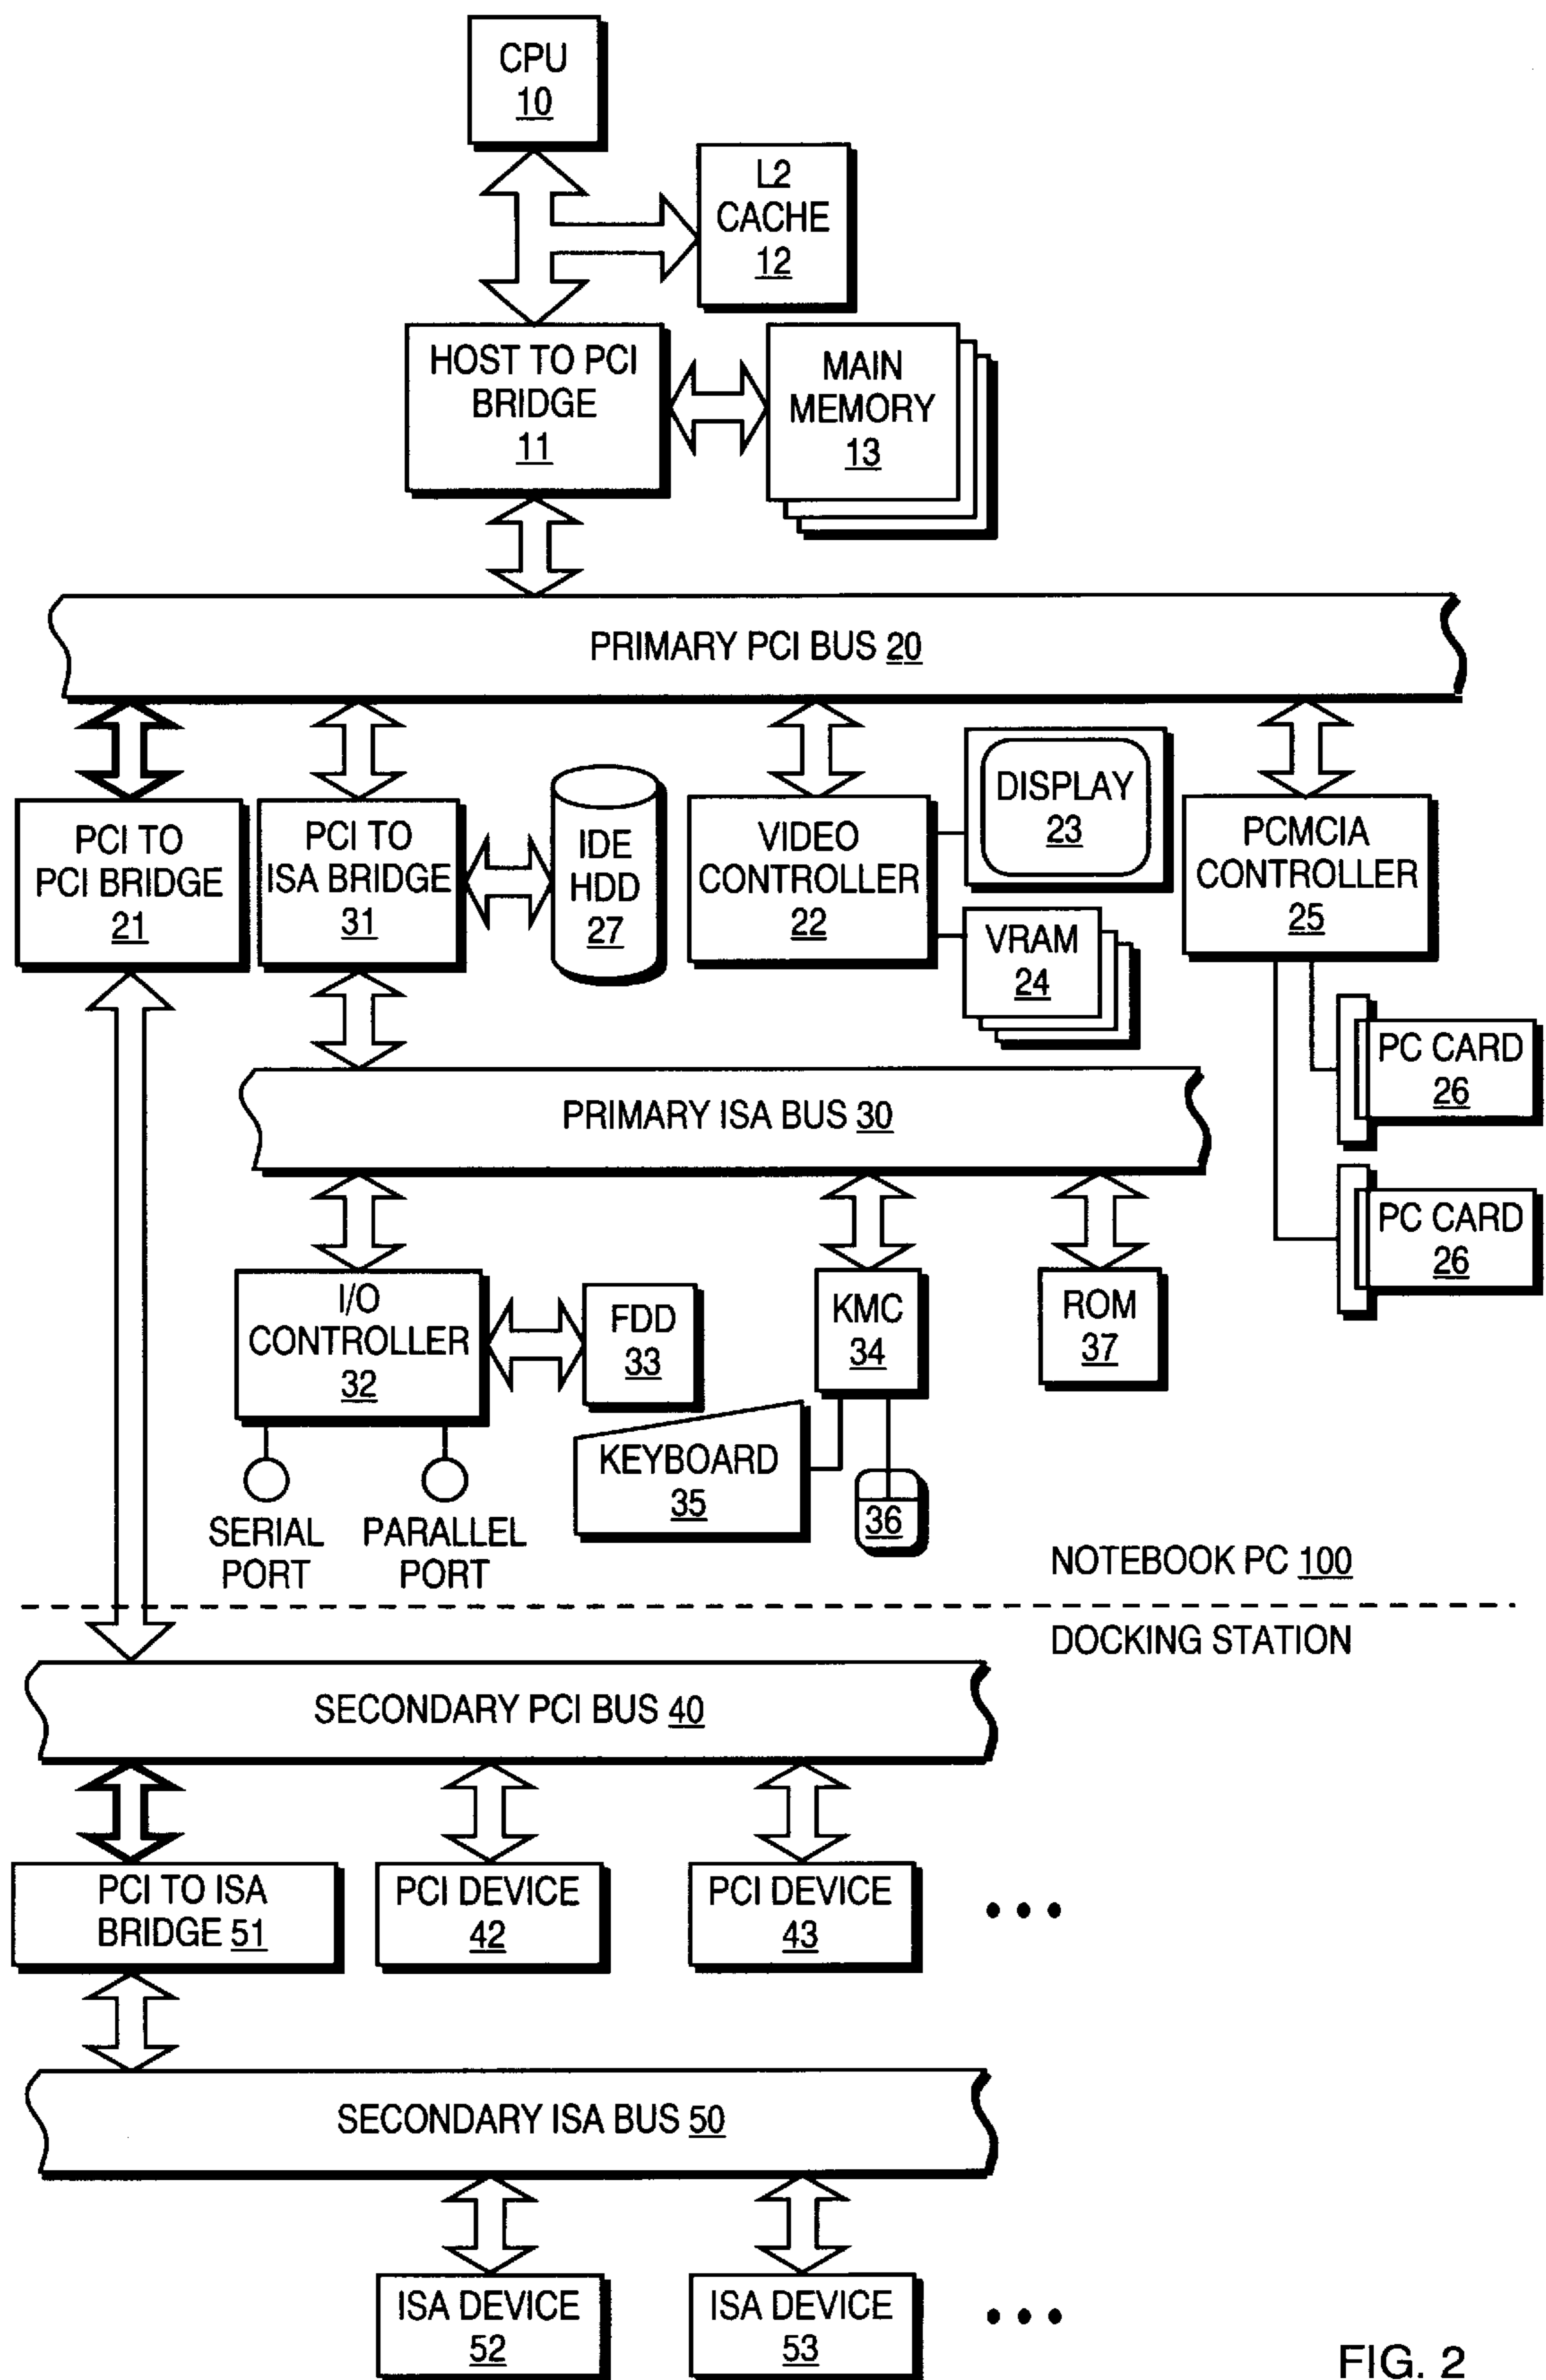 CPU
10
L2
CACHE
12
HOST TO PCI
BRIDGE
11
MAIN
MEMORY
13
PRIMARY PCI BUS 20
PCI TO
PCI BRIDGE
21
PCI TO
ISA BRIDGE
31
IDE
HDD
27
VIDEO
CONTROLLER
22
DISPLAY
23
VRAM
24
PCMCIA
CONTROLLER
25
PC CARD
26
PC CARD
26
PRIMARY ISA BUS 30
I/O
CONTROLLER
32
FDD
33
KMC
34
ROM
37
KEYBOARD
35
36
SERIAL
PORT
PARALLEL
PORT
NOTEBOOK PC 100
DOCKING STATION
SECONDARY PCI BUS 40
PCI TO ISA
BRIDGE 51
PCI DEVICE
42
PCI DEVICE
43
SECONDARY ISA BUS 50
ISA DEVICE
52
ISA DEVICE
53
FIG. 2